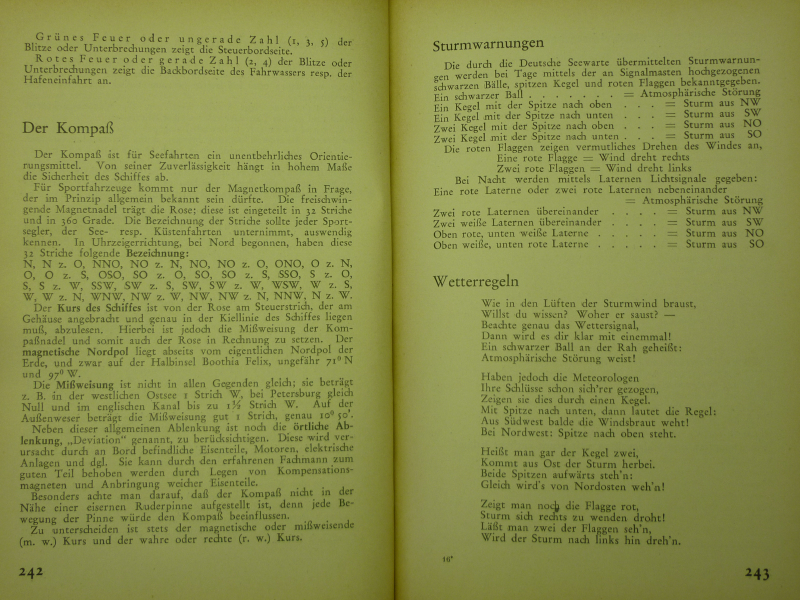 Grünes Feuer oder ungerade Zahl (1, 3, 5) der
Blitze oder Unterbrechungen zeigt die Steuerbordseite.
Rotes Feuer oder gerade Zahl (2, 4) der Blitze oder
Unterbrechungen zeigt die Backbordseite des Fahrwassers resp. der
Hafeneinfahrt an.
Der Kompaß
Der Kompaß ist für Seefahrten ein unentbehrliches Orientie-
rungsmittel. Von seiner Zuverlässigkeit hängt in hohem Maße
die Sicherheit des Schiffes ab.
Für Sportfahrzeuge kommt nur der Magnetkompaß in Frage,
der im Prinzip allgemein bekannt sein dürfte. Die freischwin-
gende Magnetnadel trägt die Rose; diese ist eingeteilt in 32 Striche
und in 360 Grade. Die Bezeichnung der Striche sollte jeder Sport-
segler, der See- resp. Küstenfahrten unternimmt, auswendig
kennen. In Uhrzeigerrichtung, bei Nord begonnen, haben diese
32 Striche folgende Bezeichnung:
N, N z. O, NNO, NO z. N, NO, NO z. O, ONO, O z. N,
O, O z. S, OSO, SO z. O, SO, SO z. S, SSO, S z. O,
S, S z. W, SSW, SW z. S, SW, SW z. W, WSW, W z. S,
W, W z. N, WNW, NW z. W, NW, NW z. N, NNW, N z. W.
Der Kurs des Schiffes ist von der Rose am Steuerstrich, der am
Gehäuse angebracht und genau in der Kiellinie des Schiffes liegen
muß, abzulesen. Hierbei ist jedoch die Mißweisung der Kom-
paßnadel und somit auch der Rose in Rechnung zu setzen. Der
magnetische Nordpol liegt abseits vom eigentlichen Nordpol der
Erde, und zwar auf der Halbinsel Boothia Felix, ungefähr 71° N
und 97° W.
Die Mißweisung ist nicht in allen Gegenden gleich; sie beträgt
z. B. in der westlichen Ostsee 1 Strich W, bei Petersburg gleich
Null und im englischen Kanal bis zu 1½ Strich W. Auf der
Außenweser beträgt die Mißweisung gut 1 Strich, genau 10° 50'.
Neben dieser allgemeinen Ablenkung ist noch die örtliche Ab-
lenkung, „Deviation“ genannt, zu berücksichtigen. Diese wird ver-
ursacht durch an Bord befindliche Eisenteile, Motoren, elektrische
Anlagen und dgl. Sie kann durch den erfahrenen Fachmann zum
guten Teil behoben werden durch Legen von Kompensations-
magneten und Anbringung weicher Eisenteile.
Besonders achte man darauf, daß der Kompaß nicht in der
Nähe einer eisernen Ruderpinne aufgestellt ist, denn jede Be-
wegung der Pinne würde den Kompaß beeinflussen.
Zu unterscheiden ist stets der magnetische oder mißweisende
(m. w.) Kurs und der wahre oder rechte (r. w.) Kurs.
242
Sturmwarnungen
Die durch die Deutsche Seewarte übermittelten Sturmwarnun-
gen werden bei Tage mittels der an Signalmasten hochgezogenen
schwarzen Bälle, spitzen Kegel und roten Flaggen bekanntgegeben.
Ein schwarzer Ball . . . . . . . = Atmosphärische Störung
Ein Kegel mit der Spitze nach oben . . . = Sturm aus NW
Ein Kegel mit der Spitze nach unten . . . = Sturm aus SW
Zwei Kegel mit der Spitze nach oben . . . = Sturm aus NO
Zwei Kegel mit der Spitze nach unten . . . = Sturm aus SO
Die roten Flaggen zeigen vermutliches Drehen des Windes an,
Eine rote Flagge = Wind dreht rechts
Zwei rote Flaggen = Wind dreht links
Bei Nacht werden mittels Laternen Lichtsignale gegeben:
Eine rote Laterne oder zwei rote Laternen nebeneinander
= Atmosphärische Störung
Zwei rote Laternen übereinander . . . . = Sturm aus NW
Zwei weiße Laternen übereinander . . . . = Sturm aus SW
Oben rote, unten weiße Laterne . . . . . = Sturm aus NO
Oben weiße, unten rote Laterne . . . . . = Sturm aus SO
Wetterregeln
Wie in den Lüften der Sturmwind braust,
Willst du wissen? Woher er saust? —
Beachte genau das Wettersignal,
Dann wird es dir klar mit einemmal!
Ein schwarzer Ball an der Rah geheißt:
Atmosphärische Störung weist!
Haben jedoch die Meteorologen
Ihre Schlüsse schon sich'rer gezogen,
Zeigen sie dies durch einen Kegel.
Mit Spitze nach unten, dann lautet die Regel:
Aus Südwest balde die Windsbraut weht!
Bei Nordwest: Spitze nach oben steht.
Heißt man gar der Kegel zwei,
Kommt aus Ost der Sturm herbei.
Beide Spitzen aufwärts steh'n:
Gleich wird's von Nordosten weh'n!
Zeigt man noch die Flagge rot,
Sturm sich rechts zu wenden droht!
Läßt man zwei der Flaggen seh'n,
Wird der Sturm nach links hin dreh'n.
19*
243